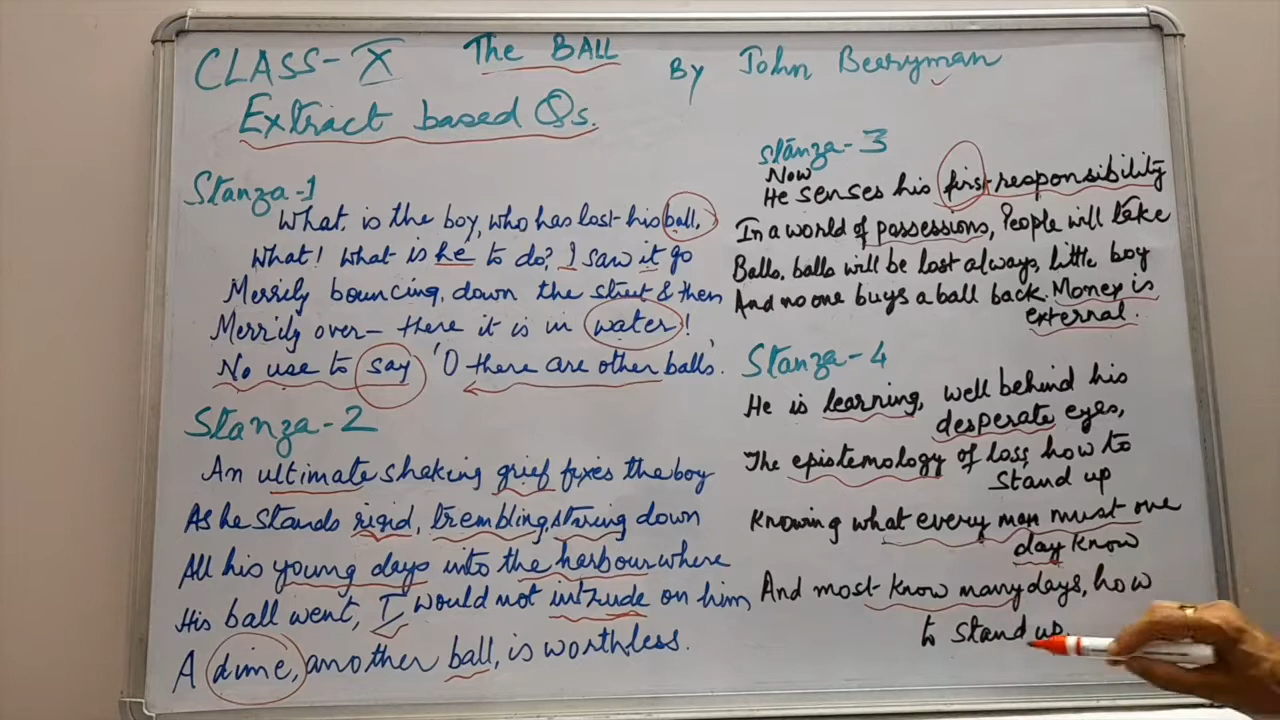 CLASS-X The BALL By John Berryman
Extract based Qs.
Stanza-1
What is the boy, who has lost his ball,
What! What is he to do? I saw it go
Merrily bouncing, down the street & then
Merrily over- there it is in water!
No use to say 'O there are other balls'.
Stanza-2
An ultimate shaking grief fixes the boy
As he stands rigid, trembling, staring down
All his young days into the harbour where
His ball went, I would not intrude on him,
A dime, another ball, is worthless.
Stanza-3
Now
He senses his first responsibility
In a world of possessions, People will take
Balls, balls will be lost always, little boy
And no one buys a ball back. Money is
external.
Stanza-4
He is learning, well behind his
desperate eyes,
The epistemology of loss, how to
Stand up
Knowing what every man must one
day know
And most know many days, how
to Stand up.